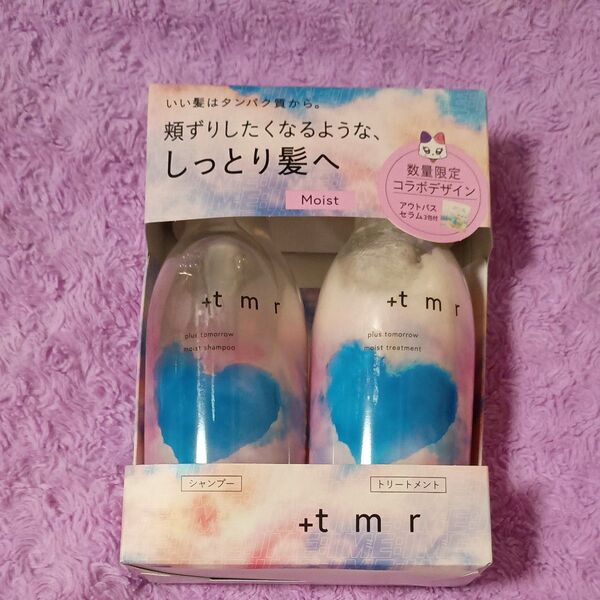 いい髪はタンパク質から。
頬ずりしたくなるような、
しっとり髪へ
Moist
数量限定
コラボデザイン
アウトバス
セラム3包付
+t m r
plus tomorrow
moist shampoo
+t m r
plus tomorrow
moist treatment
シャンプー
トリートメント
+t m r